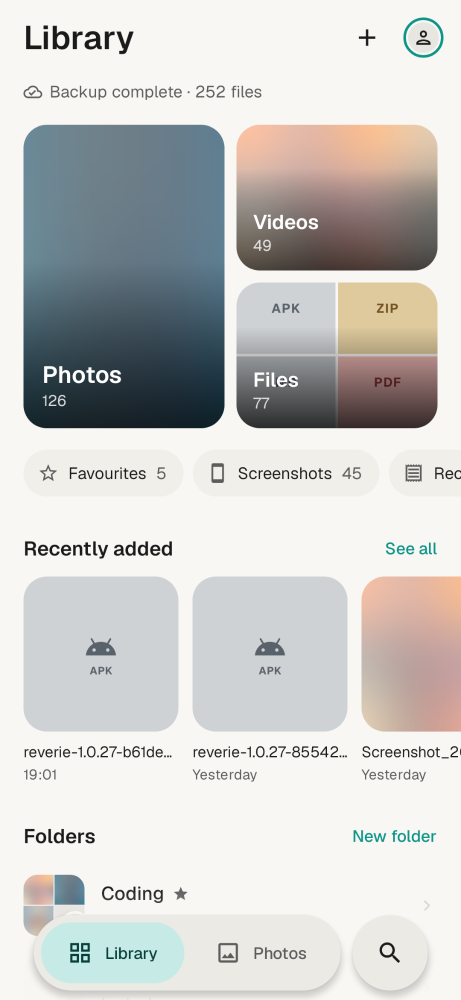 Library
Backup complete · 252 files
Photos
126
Videos
49
APK
ZIP
Files
77
PDF
Favourites 5
Screenshots 45
Rec
Recently added
See all
APK
APK
reverie-1.0.27-b61de...
19:01
reverie-1.0.27-85542...
Yesterday
Screenshot_2
Yesterday
Folders
New folder
Coding
Library
Photos